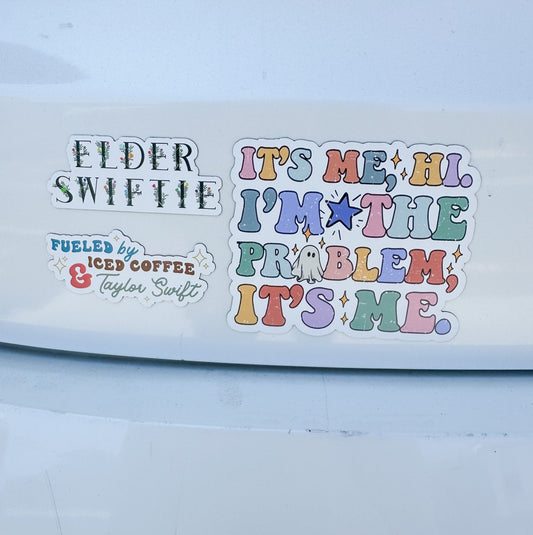 ELDER
SWIFTIE
FUELED by
ICED COFFEE
& Taylor Swift
IT'S ME, HI.
I'M THE
PROBLEM,
IT'S ME.